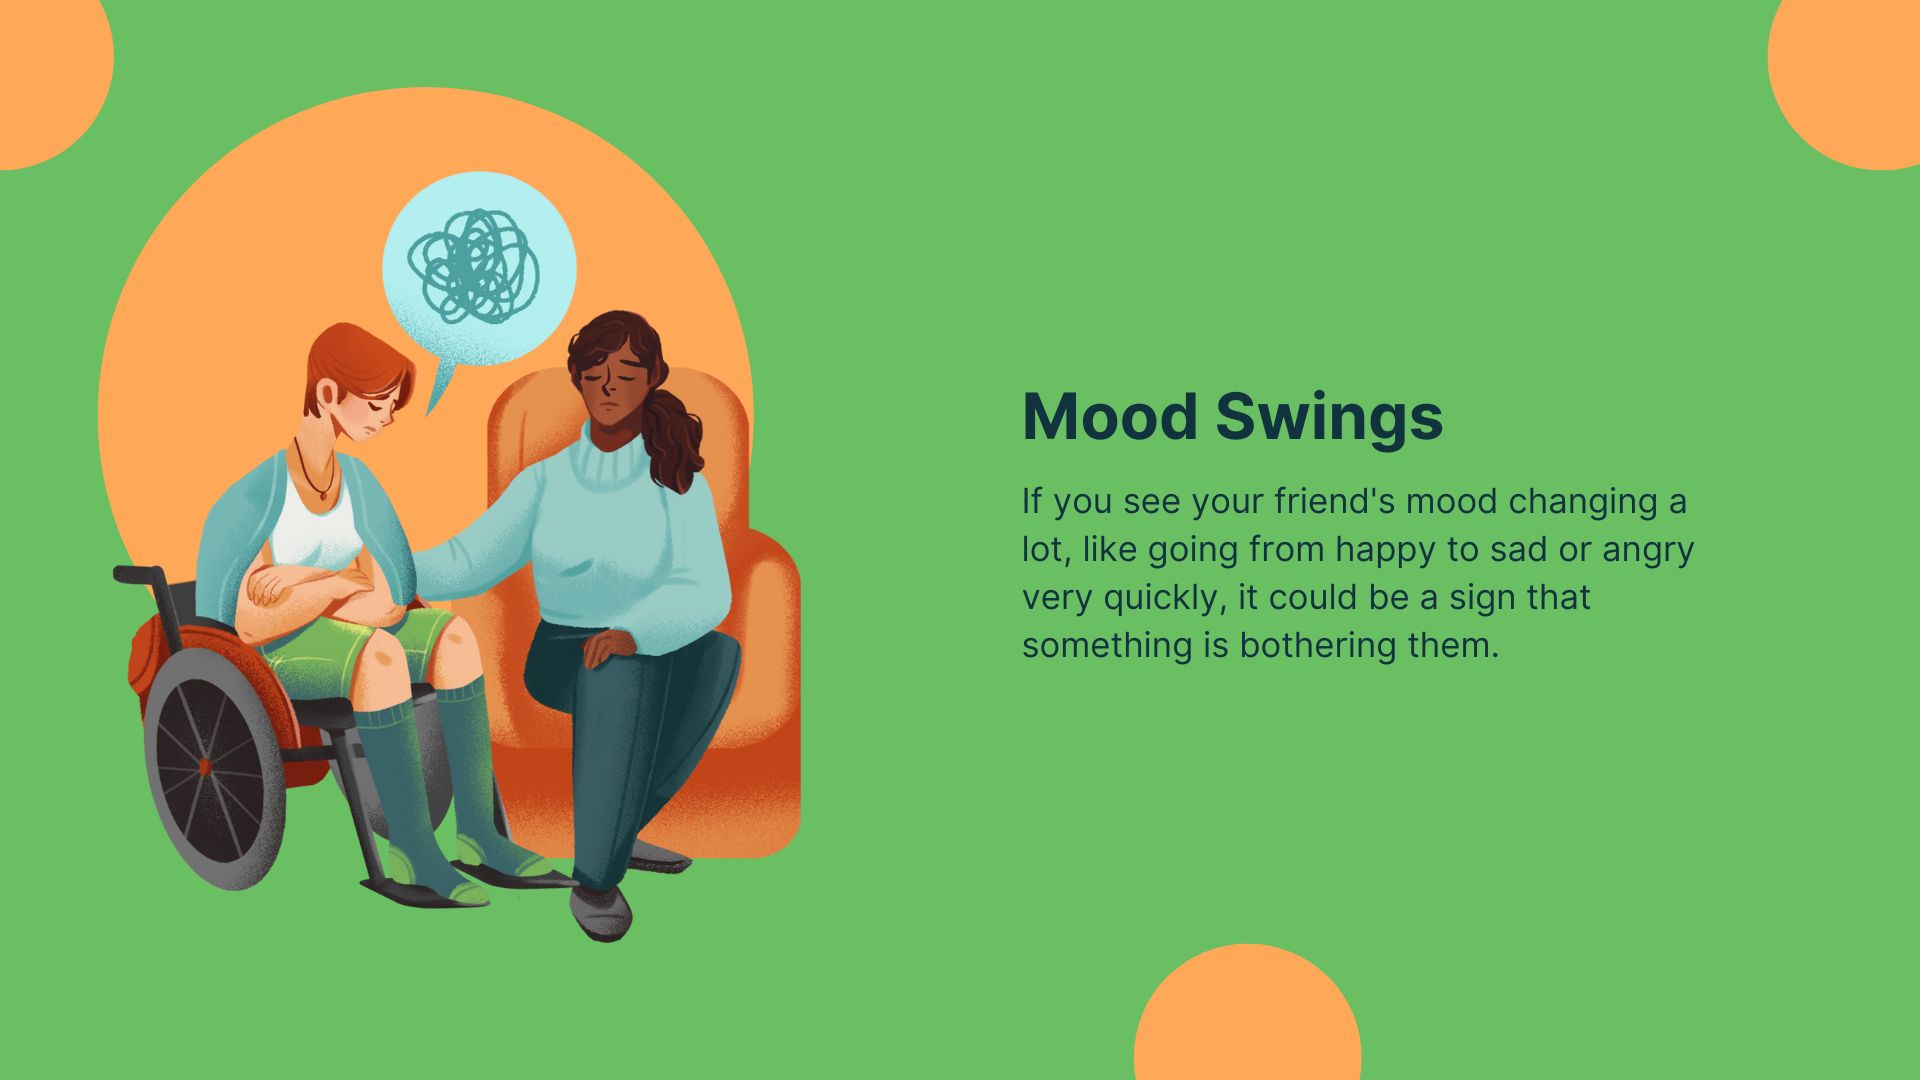 Mood Swings
If you see your friend's mood changing a
lot, like going from happy to sad or angry
very quickly, it could be a sign that
something is bothering them.